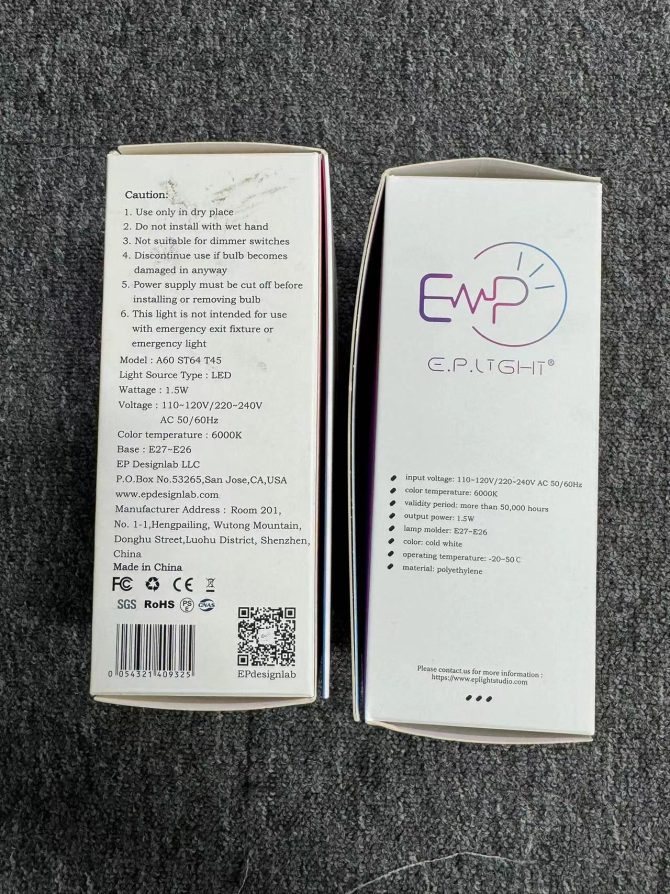 Caution:
1. Use only in dry place
2. Do not install with wet hand
3. Not suitable for dimmer switches
4. Discontinue use if bulb becomes
damaged in anyway
5. Power supply must be cut off before
installing or removing bulb
6. This light is not intended for use
with emergency exit fixture or
emergency light
Model : A60 ST64 T45
Light Source Type : LED
Wattage : 1.5W
Voltage : 110~120V/220~240V
AC 50/60Hz
Color temperature : 6000K
Base : E27~E26
EP Designlab LLC
P.O.Box No.53265,San Jose,CA,USA
www.epdesignlab.com
Manufacturer Address : Room 201,
No. 1-1,Hengpailing, Wutong Mountain,
Donghu Street,Luohu District, Shenzhen,
China
Made in China
FC CE
SGS RoHS PSE CNAS
0 054321 409325
EPdesignlab
EP
E.P.LIGHT®
input voltage: 110~120V/220~240V AC 50/60Hz
color temperature: 6000K
validity period: more than 50,000 hours
output power: 1.5W
lamp molder: E27~E26
color: cold white
operating temperature: -20~50℃
material: polyethylene
Please contact us for more information :
https://www.eplightstudio.com